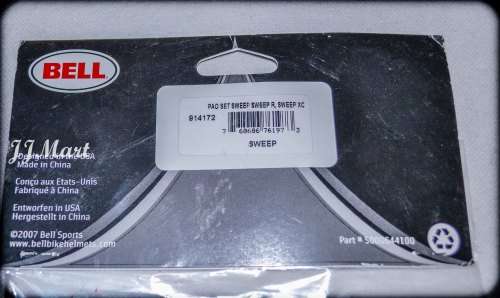 BELL
PAD SET SWEEP SWEEP R, SWEEP XC
914172
7 68686 76197 3
SWEEP
JJ Mart
Designed in the USA
Made in China
Conçu aux Etats-Unis
Fabriqué à China
Entworfen in USA
Hergestellt in China
©2007 Bell Sports
www.bellbikehelmets.com
Part # 5000544100